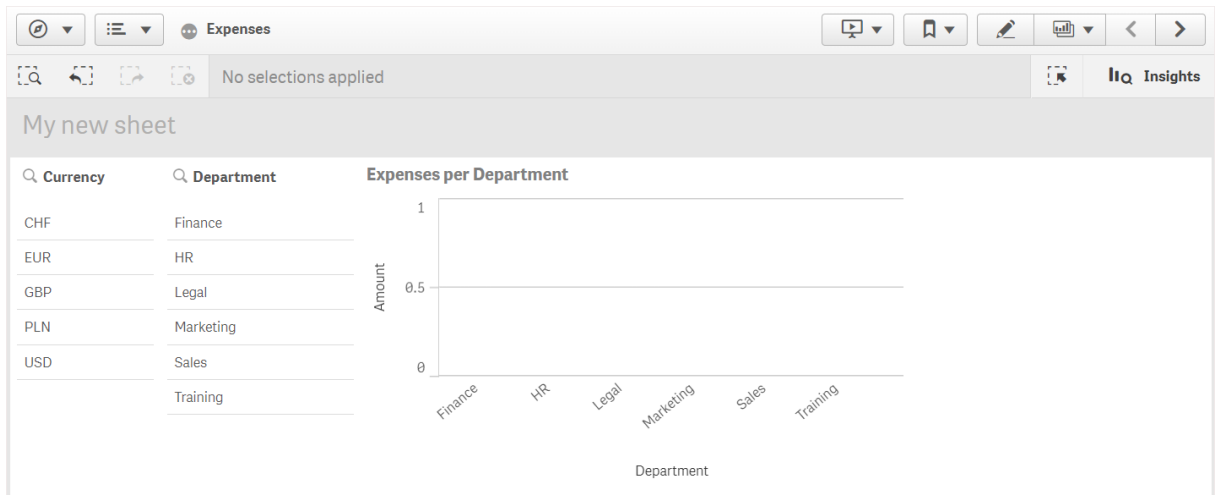 Expenses
No selections applied
Insights
My new sheet
Currency
CHF
EUR
GBP
PLN
USD
Department
Finance
HR
Legal
Marketing
Sales
Training
Expenses per Department
Amount
1
0.5
0
Finance
HR
Legal
Marketing
Sales
Training
Department